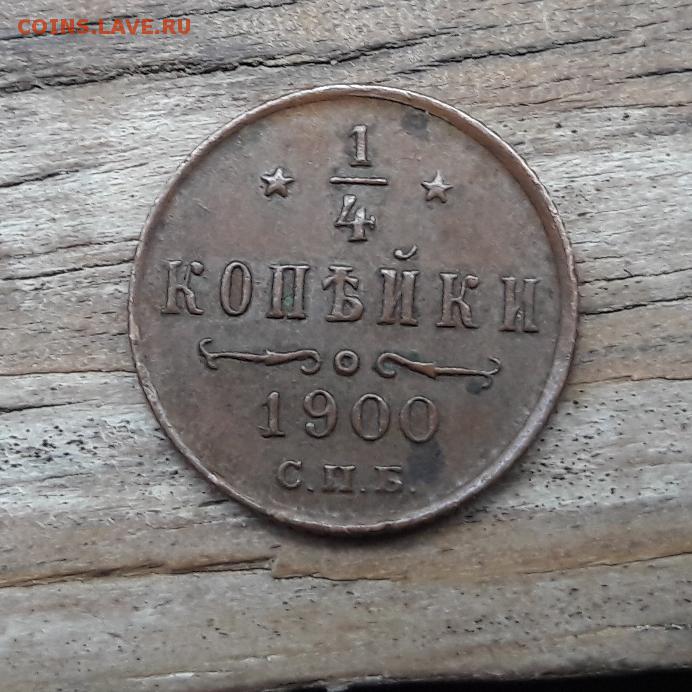 COINS.LAVE.RU
1/4
КОПѢЙКИ
1900
С.П.Б.